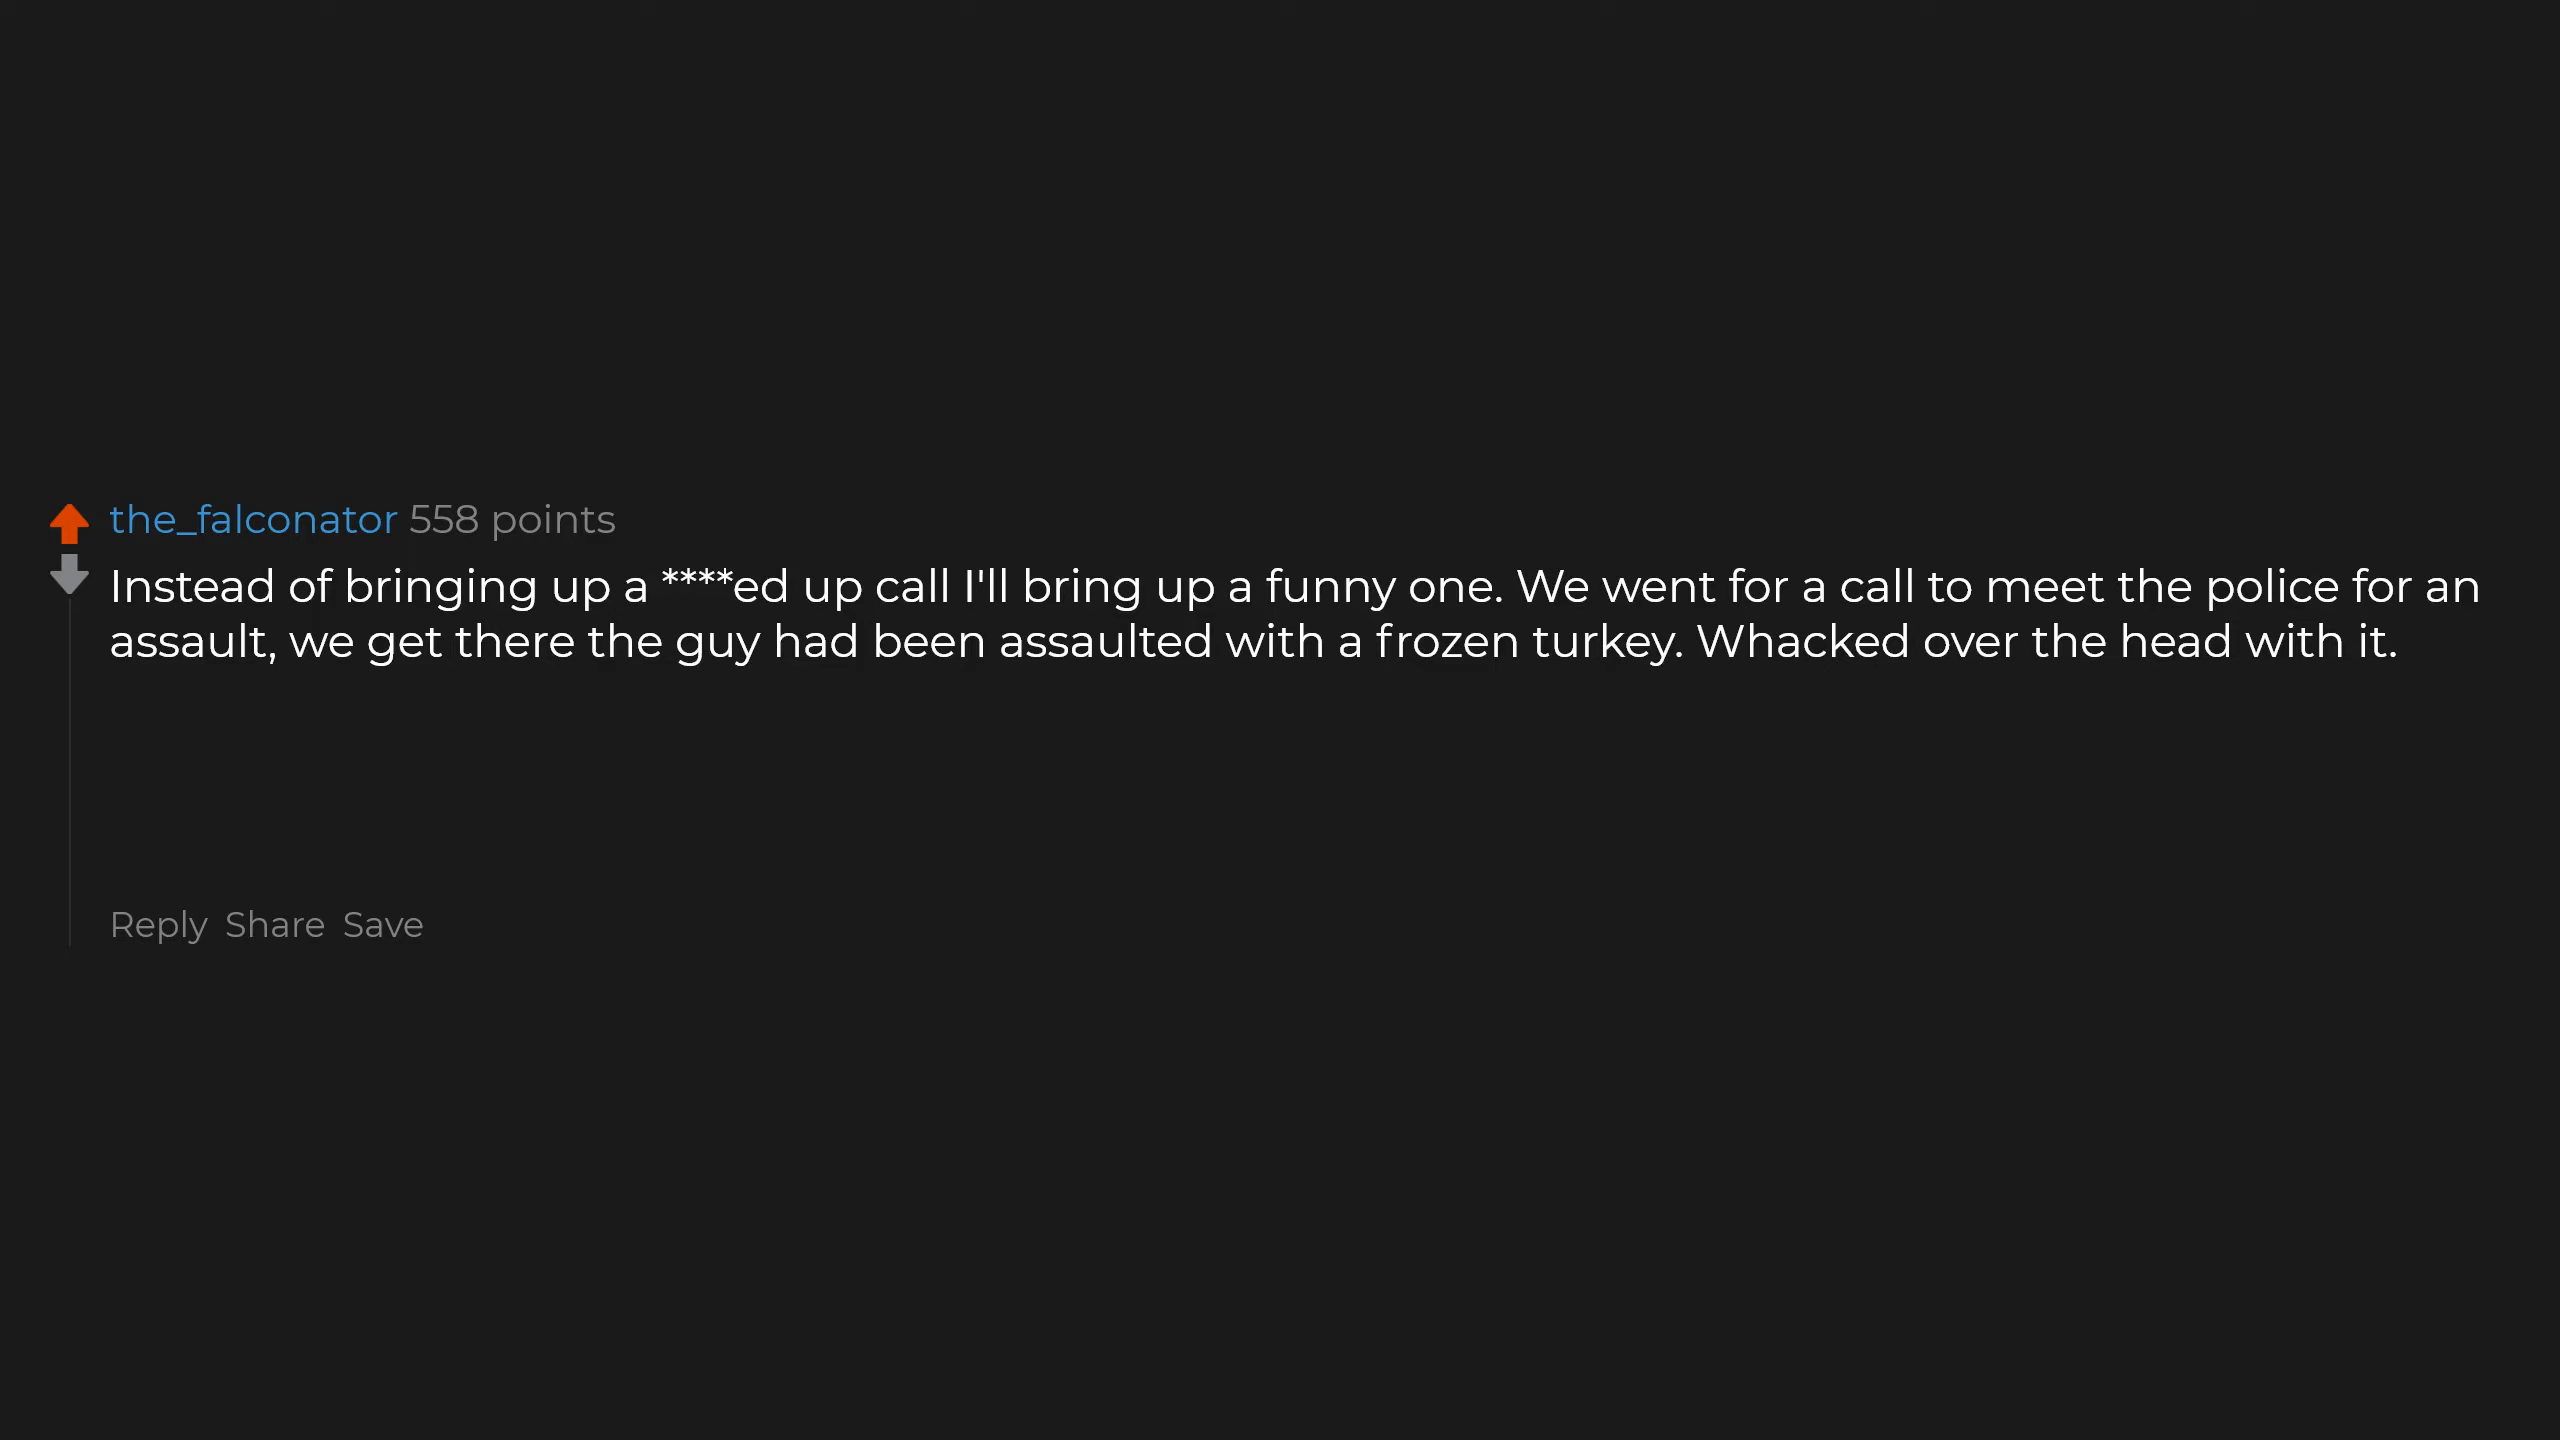 the_falconator 558 points
Instead of bringing up a ****ed up call I'll bring up a funny one. We went for a call to meet the police for an
assault, we get there the guy had been assaulted with a frozen turkey. Whacked over the head with it.
Reply Share Save